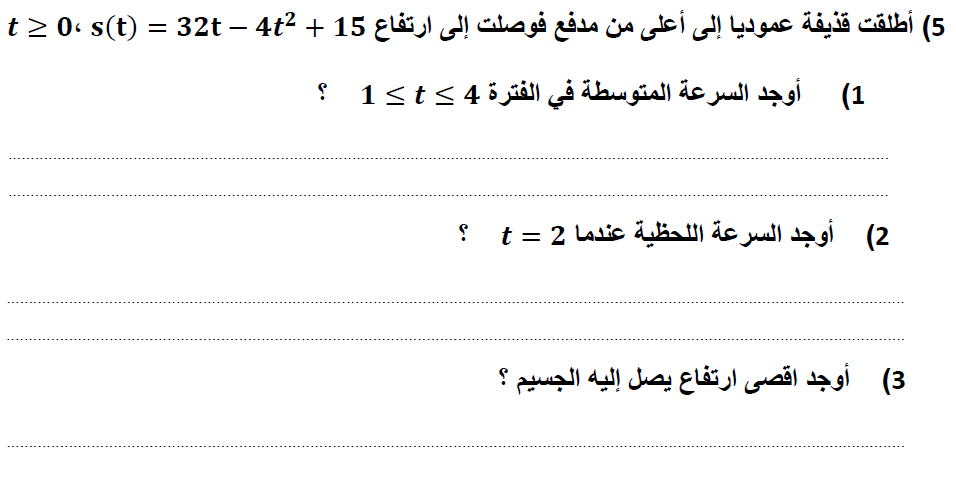 5) أطلقت قذيفة عموديا إلى أعلى من مدفع فوصلت إلى ارتفاع s(t) = 32t − 4t² + 15 ، t ≥ 0
1) أوجد السرعة المتوسطة في الفترة 1 ≤ t ≤ 4 ؟
2) أوجد السرعة اللحظية عندما t = 2 ؟
3) أوجد اقصى ارتفاع يصل إليه الجسيم ؟